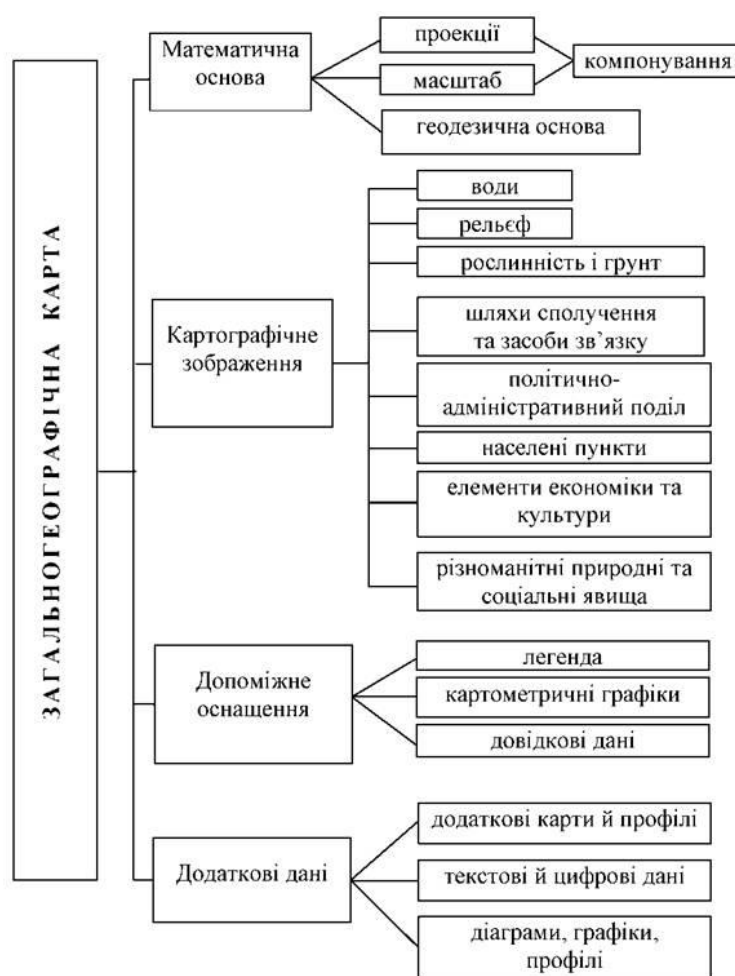 ЗАГАЛЬНОГЕОГРАФІЧНА КАРТА
Математична
основа
проекції
масштаб
компонування
геодезична основа
Картографічне
зображення
води
рельєф
рослинність і грунт
шляхи сполучення
та засоби зв’язку
політично-
адміністративний поділ
населені пункти
елементи економіки та
культури
різноманітні природні та
соціальні явища
Допоміжне
оснащення
легенда
картометричні графіки
довідкові дані
Додаткові дані
додаткові карти й профілі
текстові й цифрові дані
діаграми, графіки,
профілі